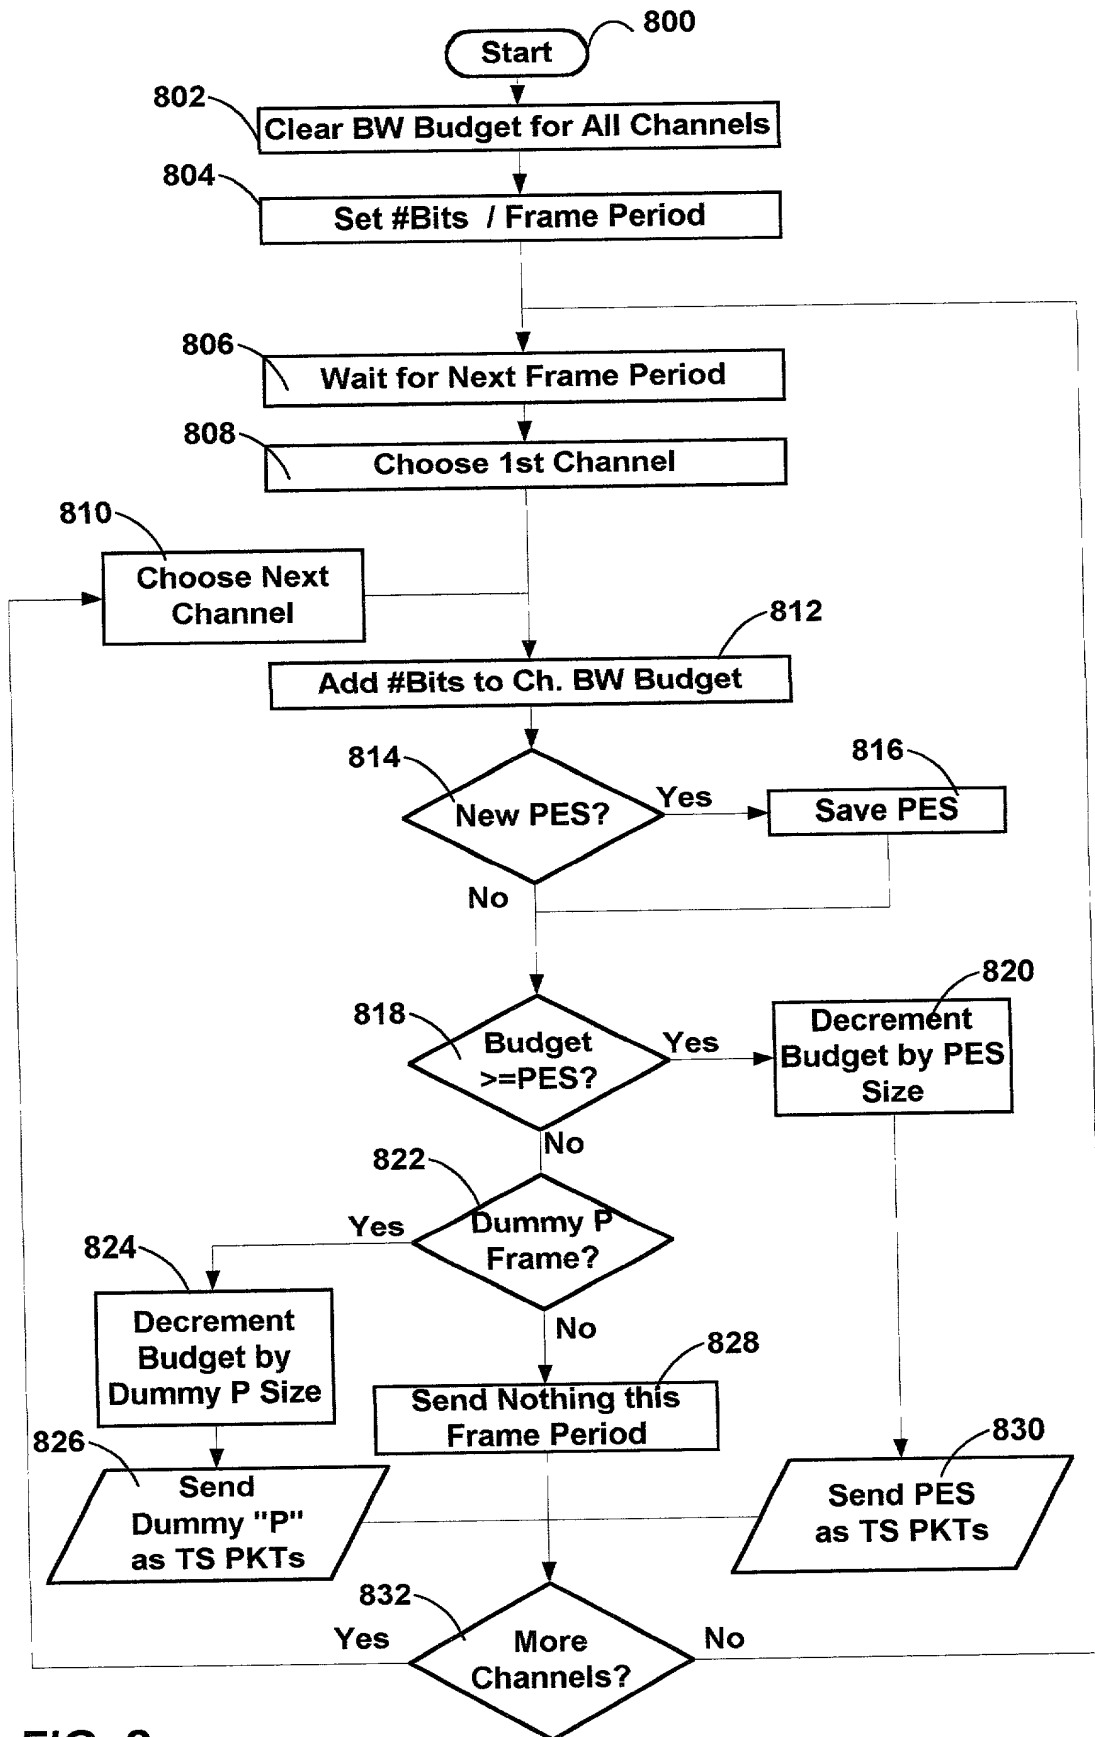 800
Start
802
Clear BW Budget for All Channels
804
Set #Bits / Frame Period
806
Wait for Next Frame Period
808
Choose 1st Channel
810
Choose Next
Channel
812
Add #Bits to Ch. BW Budget
814
New PES?
Yes
816
Save PES
No
818
Budget
>=PES?
Yes
820
Decrement
Budget by PES
Size
No
822
Dummy P
Frame?
Yes
824
Decrement
Budget by
Dummy P Size
No
828
Send Nothing this
Frame Period
826
Send
Dummy "P"
as TS PKTs
830
Send PES
as TS PKTs
832
More
Channels?
Yes
No